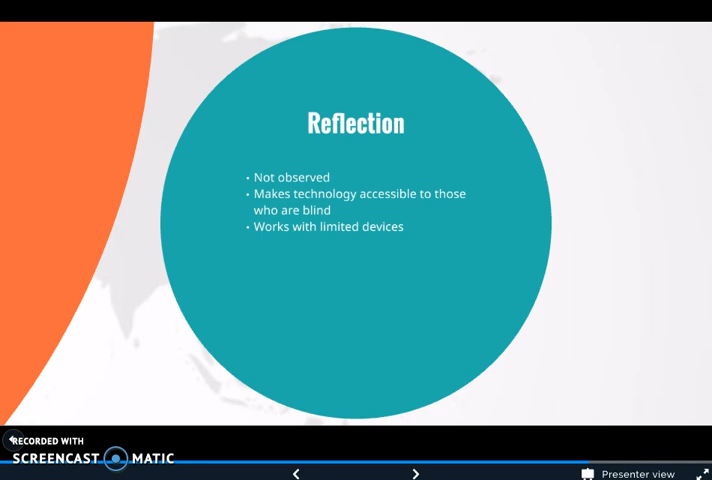 Reflection
• Not observed
• Makes technology accessible to those
who are blind
• Works with limited devices
RECORDED WITH
SCREENCAST MATIC
Presenter view